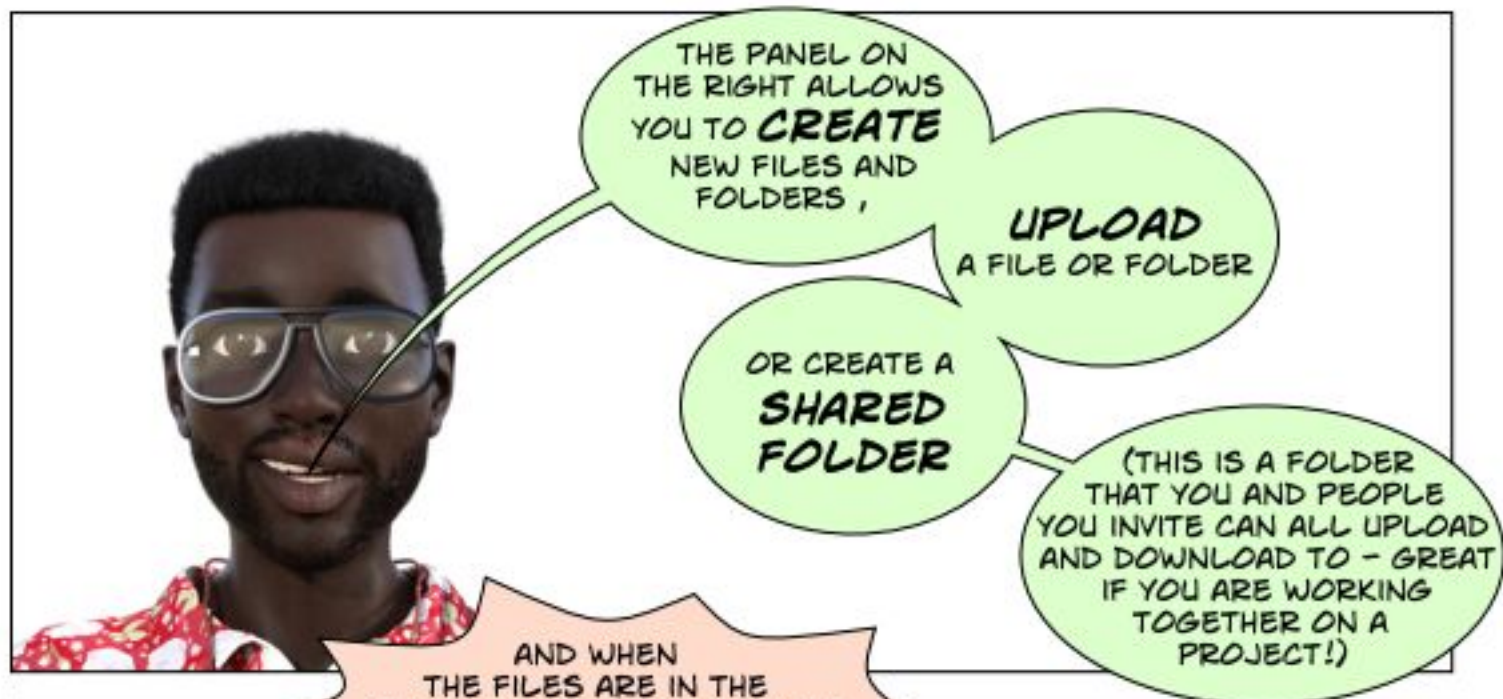 THE PANEL ON
THE RIGHT ALLOWS
YOU TO CREATE
NEW FILES AND
FOLDERS ,
UPLOAD
A FILE OR FOLDER
OR CREATE A
SHARED
FOLDER
(THIS IS A FOLDER
THAT YOU AND PEOPLE
YOU INVITE CAN ALL UPLOAD
AND DOWNLOAD TO - GREAT
IF YOU ARE WORKING
TOGETHER ON A
PROJECT!)
AND WHEN
THE FILES ARE IN THE